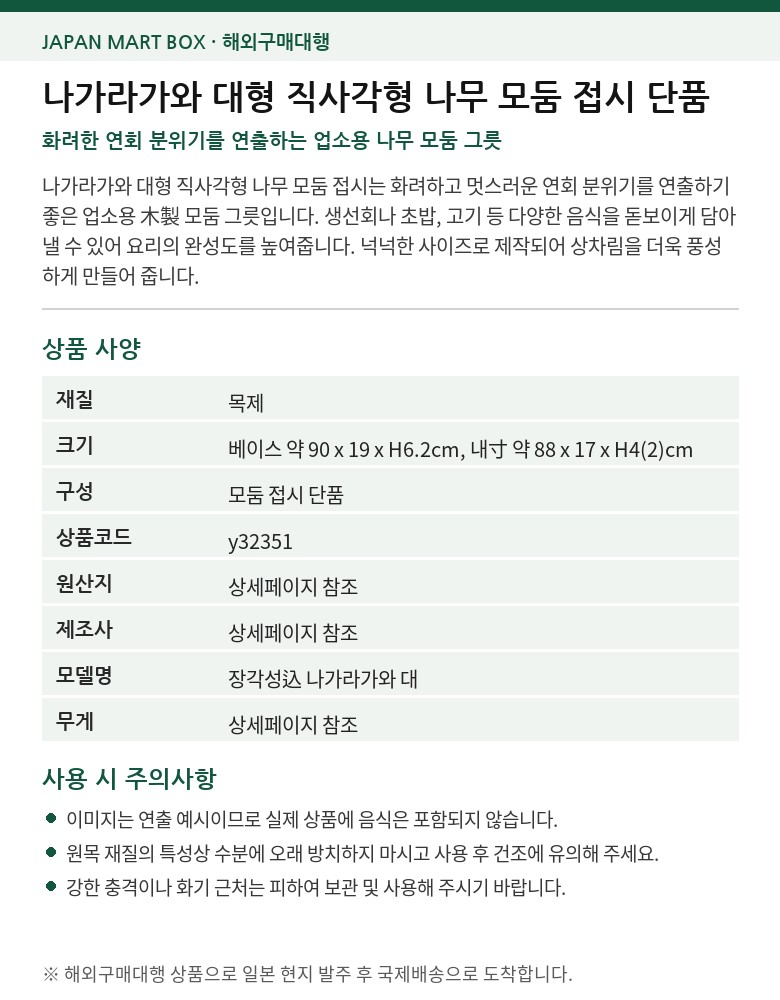 JAPAN MART BOX · 해외구매대행
나가라가와 대형 직사각형 나무 모둠 접시 단품
화려한 연회 분위기를 연출하는 업소용 나무 모둠 그릇
나가라가와 대형 직사각형 나무 모둠 접시는 화려하고 멋스러운 연회 분위기를 연출하기
좋은 업소용 木製 모둠 그릇입니다. 생선회나 초밥, 고기 등 다양한 음식을 돋보이게 담아
낼 수 있어 요리의 완성도를 높여줍니다. 넉넉한 사이즈로 제작되어 상차림을 더욱 풍성
하게 만들어 줍니다.
상품 사양
재질 목제
크기 베이스 약 90 x 19 x H6.2cm, 내寸 약 88 x 17 x H4(2)cm
구성 모둠 접시 단품
상품코드 y32351
원산지 상세페이지 참조
제조사 상세페이지 참조
모델명 장각성込 나가라가와 대
무게 상세페이지 참조
사용 시 주의사항
● 이미지는 연출 예시이므로 실제 상품에 음식은 포함되지 않습니다.
● 원목 재질의 특성상 수분에 오래 방치하지 마시고 사용 후 건조에 유의해 주세요.
● 강한 충격이나 화기 근처는 피하여 보관 및 사용해 주시기 바랍니다.
※ 해외구매대행 상품으로 일본 현지 발주 후 국제배송으로 도착합니다.